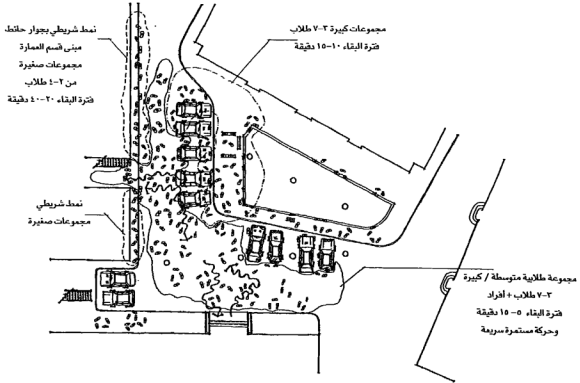 نمط شريطي بجوار حائط
مبنى قسم العمارة
مجموعات صغيرة
من ٢-٤ طلاب
فترة البقاء ٢٠-٤٠ دقيقة
مجموعات كبيرة ٣-٧ طلاب
فترة البقاء ١٠-١٥ دقيقة
نمط شريطي
مجموعات صغيرة
مجموعة طلابية متوسطة / كبيرة
٣-٧ طلاب + أفراد
فترة البقاء ٥-١٥ دقيقة
وحركة مستمرة سريعة